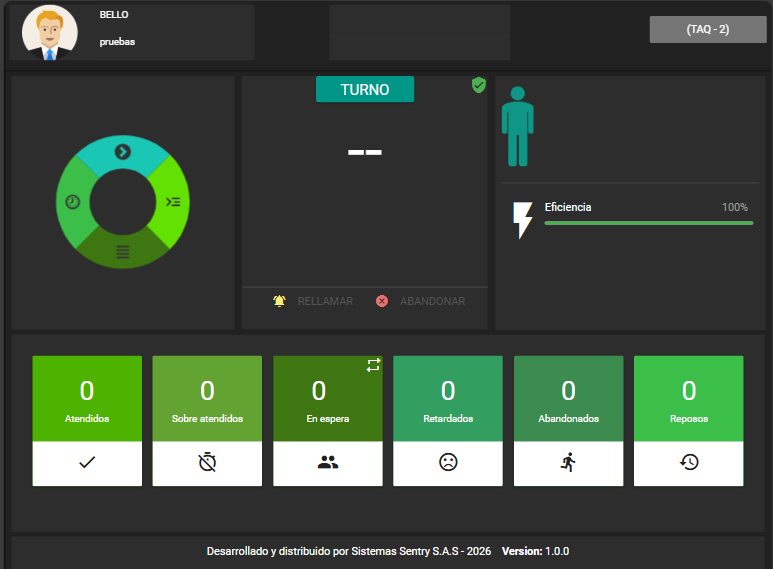 BELLO
pruebas
(TAQ - 2)
TURNO
--
Eficiencia 100%
RELLAMAR ABANDONAR
0 0 0 0 0 0
Atendidos Sobre atendidos En espera Retardados Abandonados Reposos
Desarrollado y distribuido por Sistemas Sentry S.A.S - 2026 Version: 1.0.0